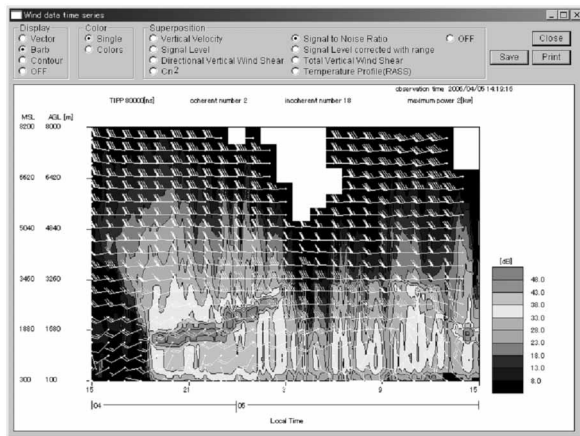 Wind data time series
Display
Vector
Barb
Contour
OFF
Color
Single
Colors
Superposition
Vertical Velocity
Signal Level
Directional Vertical Wind Shear
Cn2
Signal to Noise Ratio
Signal Level corrected with range
Total Vertical Wind Shear
Temperature Profile(RASS)
OFF
Close
Save
Print
observation time 2006/04/05 14:19:16
TIPP 80000[ns] coherent number 2 incoherent number 18 maximum power 2[kw]
MSL AGL [m]
8200 8000
6620 6420
5040 4840
3460 3260
1880 1680
300 100
15 21 3 9 15
04 05
Local Time
[dB]
48.0
43.0
38.0
33.0
28.0
23.0
18.0
13.0
8.0